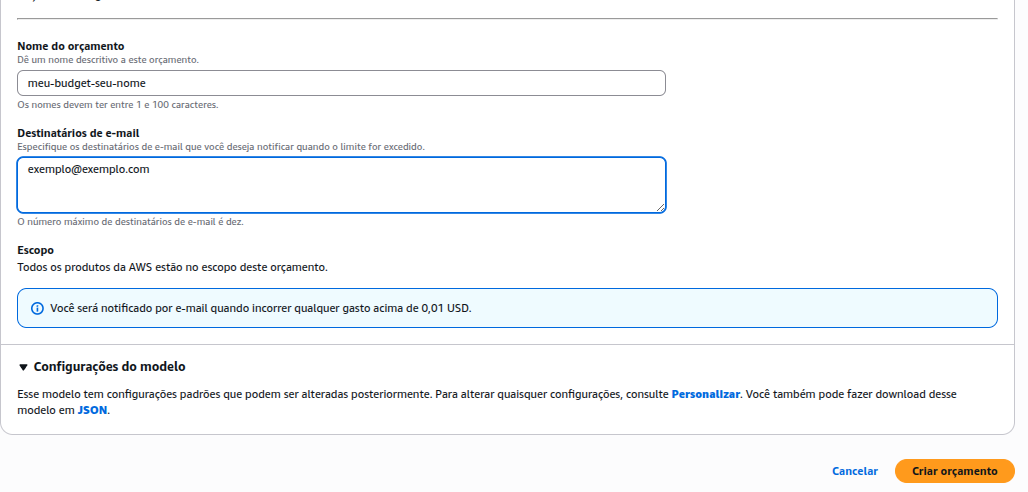 Nome do orçamento
Dê um nome descritivo a este orçamento.
meu-budget-seu-nome
Os nomes devem ter entre 1 e 100 caracteres.
Destinatários de e-mail
Especifique os destinatários de e-mail que você deseja notificar quando o limite for excedido.
exemplo@exemplo.com
O número máximo de destinatários de e-mail é dez.
Escopo
Todos os produtos da AWS estão no escopo deste orçamento.
Você será notificado por e-mail quando incorrer qualquer gasto acima de 0,01 USD.
Configurações do modelo
Esse modelo tem configurações padrões que podem ser alteradas posteriormente. Para alterar quaisquer configurações, consulte Personalizar. Você também pode fazer download desse
modelo em JSON.
Cancelar Criar orçamento